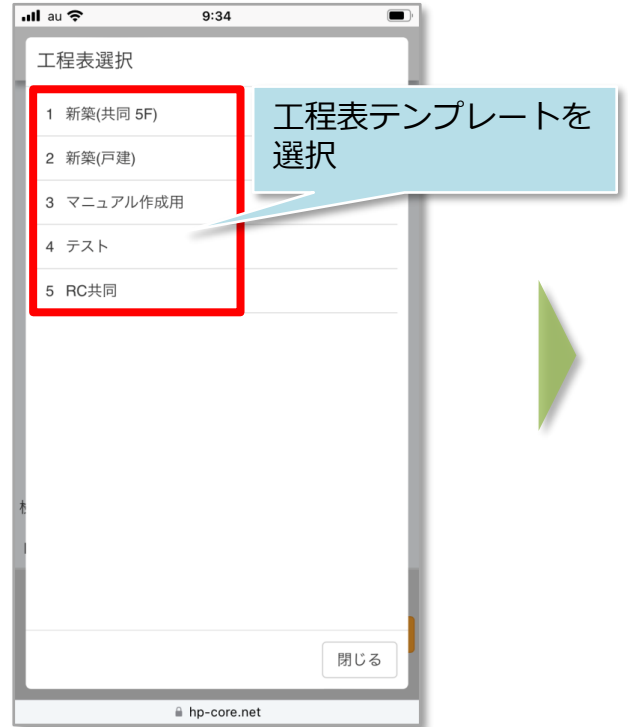 au 9:34
工程表選択
1 新築(共同 5F)
2 新築(戸建)
3 マニュアル作成用
4 テスト
5 RC共同
工程表テンプレートを
選択
閉じる
hp-core.net